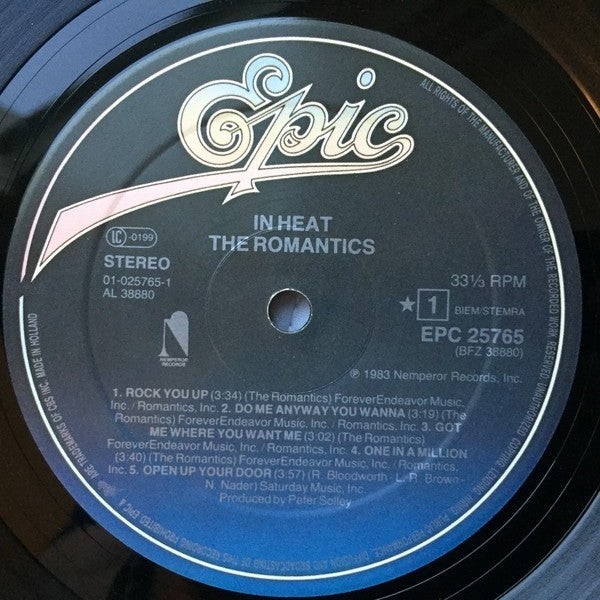 Epic
IN HEAT
THE ROMANTICS
IC -0199
STEREO
01-025765-1
AL 38880
33⅓ RPM
★ 1 BIEM/STEMRA
EPC 25765
(BFZ 38880)
N
NEMPEROR
RECORDS
℗ 1983 Nemperor Records, Inc.
1. ROCK YOU UP (3:34) (The Romantics) ForeverEndeavor Music,
Inc./Romantics, Inc. 2. DO ME ANYWAY YOU WANNA (3:19) (The
Romantics) ForeverEndeavor Music, Inc./Romantics, Inc. 3. GOT
ME WHERE YOU WANT ME (3:02) (The Romantics)
ForeverEndeavor Music, Inc./Romantics, Inc. 4. ONE IN A MILLION
(3:40) (The Romantics) ForeverEndeavor Music, Inc./Romantics,
Inc. 5. OPEN UP YOUR DOOR (3:57) (R. Bloodworth - L. R. Brown-
N. Nader) Saturday Music, Inc.
Produced by Peter Solley
ALL RIGHTS OF THE MANUFACTURER AND OF THE OWNER OF THE RECORDED WORK RESERVED. UNAUTHORIZED COPYING, LENDING, HIRING, PUBLIC PERFORMANCE, DIFFUSION AND BROADCASTING OF THIS RECORDING PROHIBITED. EPIC & ARE TRADEMARKS OF CBS INC. MADE IN HOLLAND